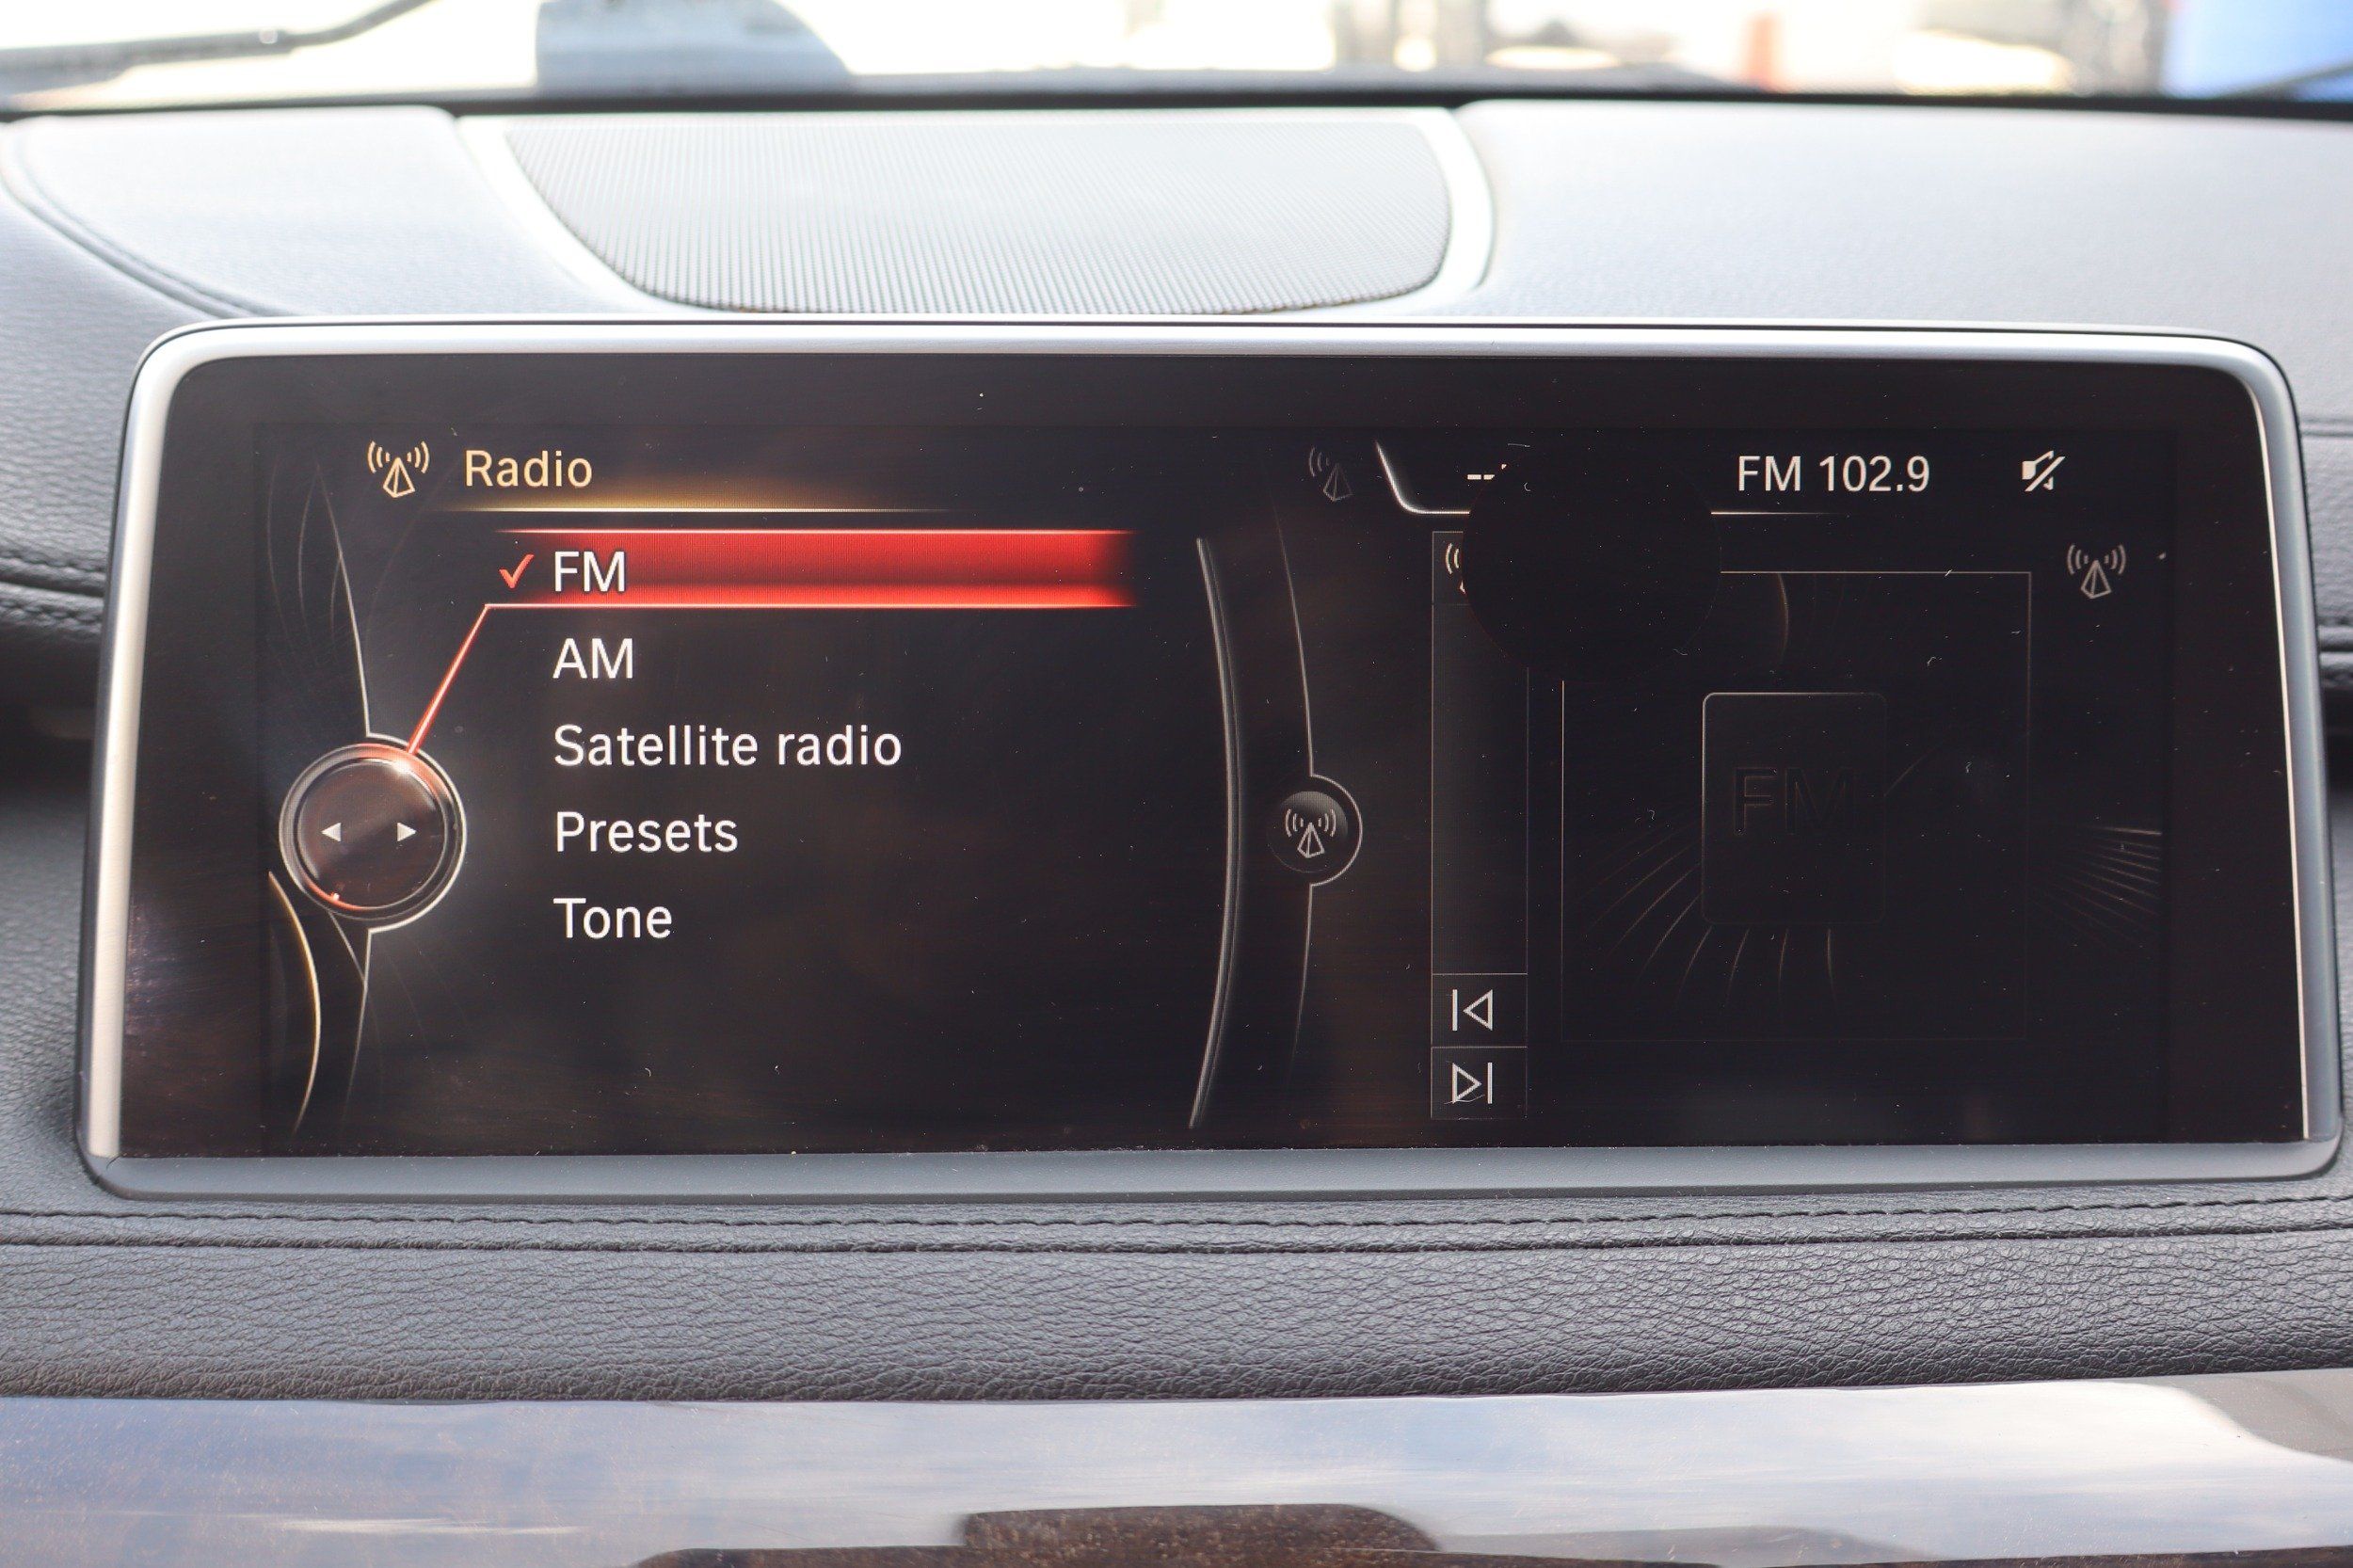 Radio
-- FM 102.9
✓ FM
AM
Satellite radio
Presets
Tone
FM